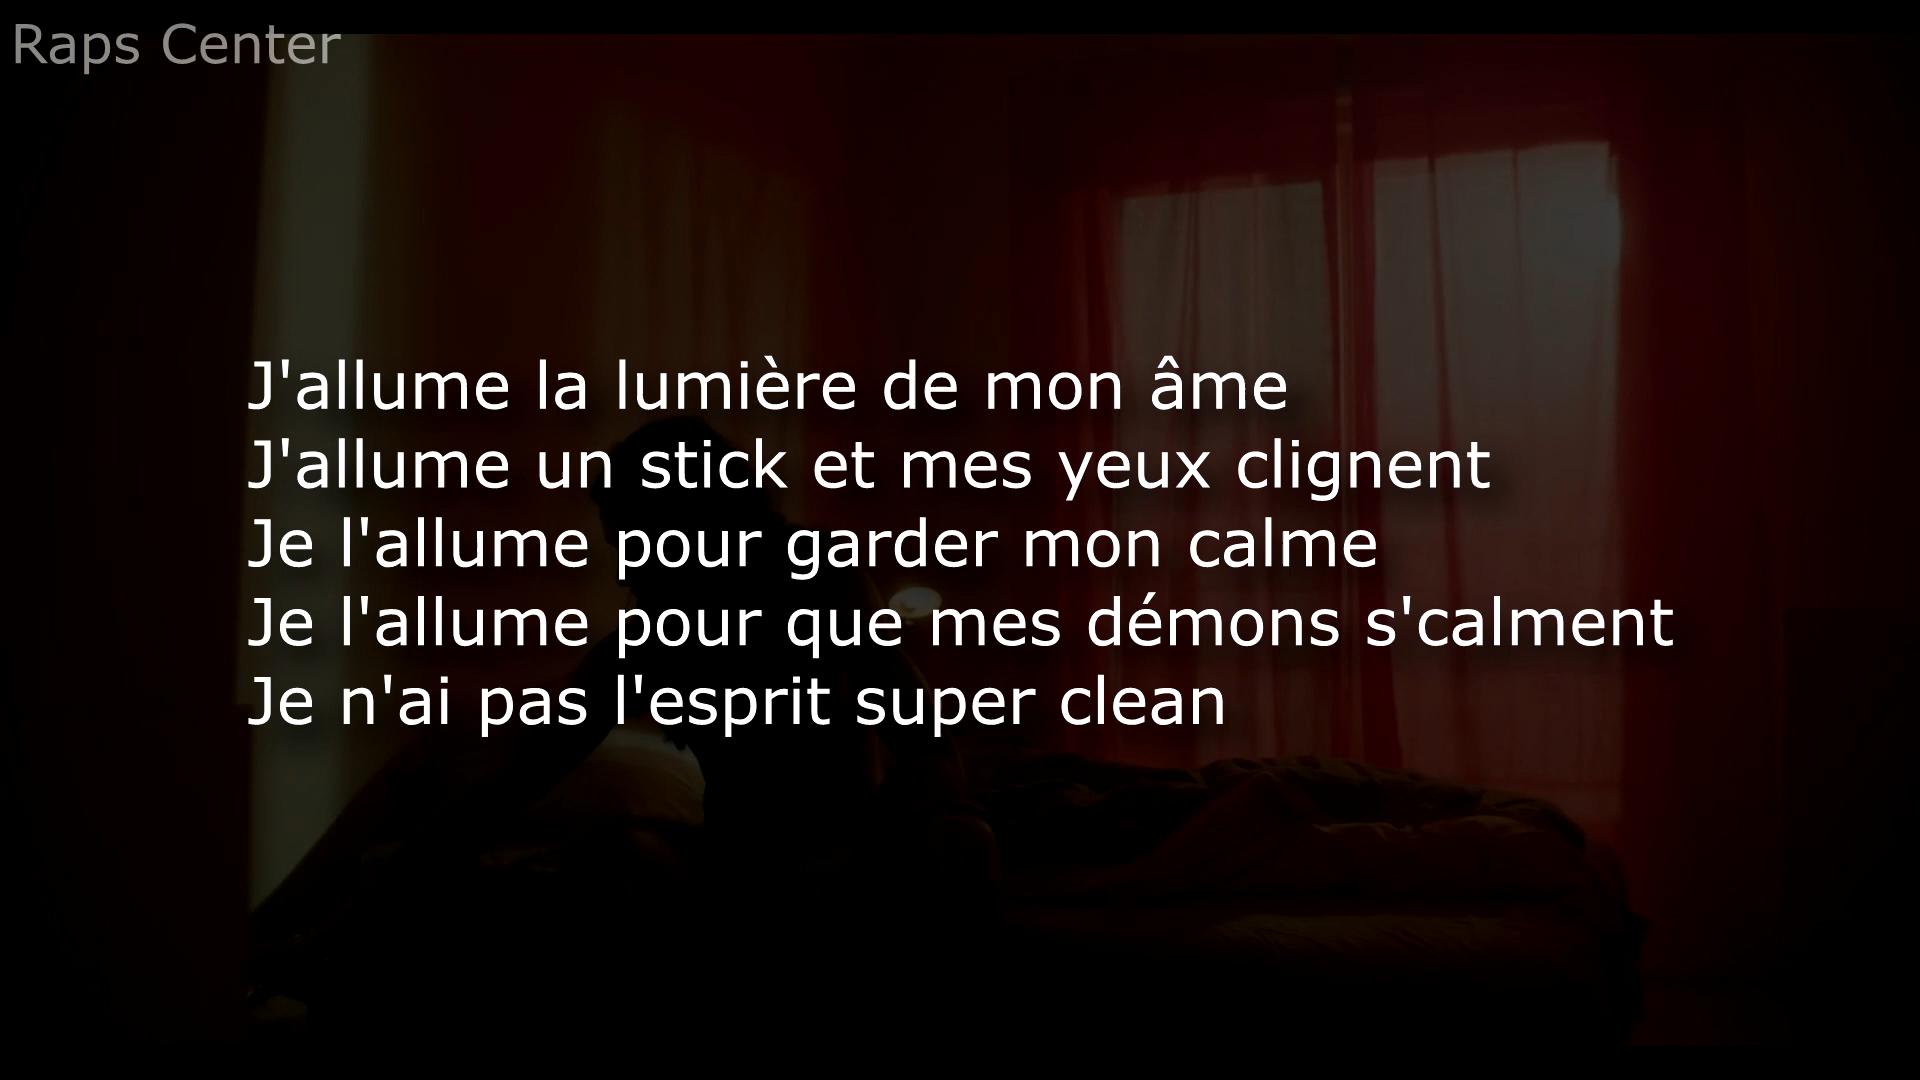 Raps Center
J'allume la lumière de mon âme
J'allume un stick et mes yeux clignent
Je l'allume pour garder mon calme
Je l'allume pour que mes démons s'calment
Je n'ai pas l'esprit super clean